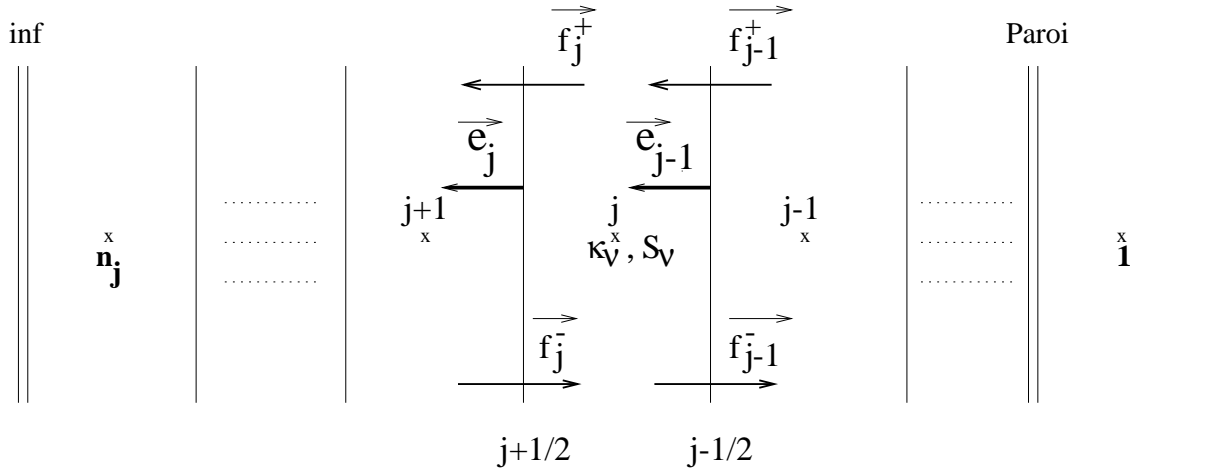 f_j^+ f_{j-1}^+
inf Paroi
e_j e_{j-1}
j+1 j j-1
x x x
κ_ν , S_ν
x x
n_j 1
f_j^- f_{j-1}^-
j+1/2 j-1/2